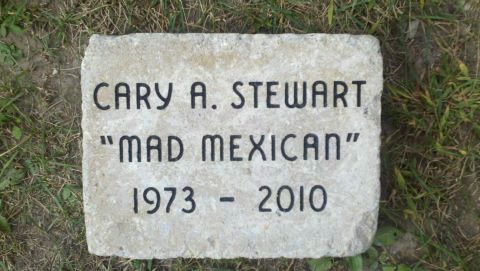 CARY A. STEWART
"MAD MEXICAN"
1973 - 2010